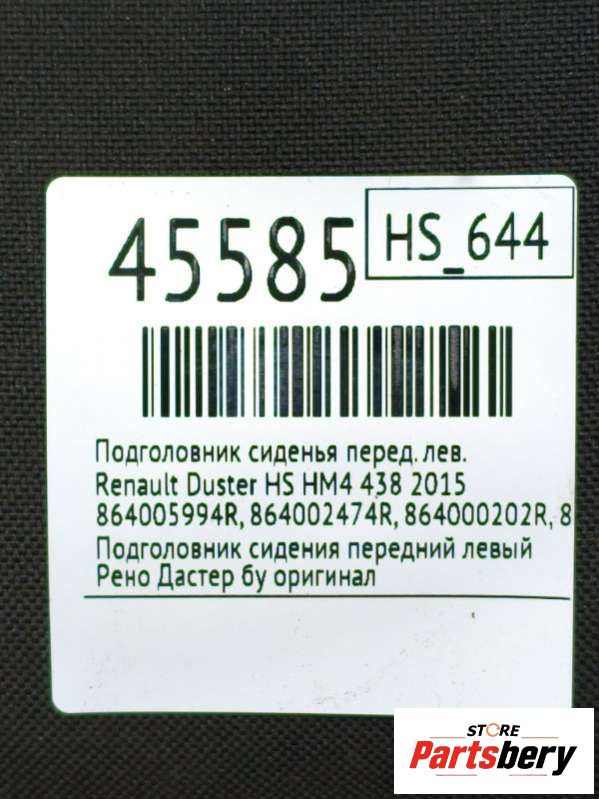 45585
HS_644
Подголовник сиденья перед. лев.
Renault Duster HS HM4 438 2015
864005994R, 864002474R, 864000202R, 8
Подголовник сидения передний левый
Рено Дастер бу оригинал
STORE
Partsbery